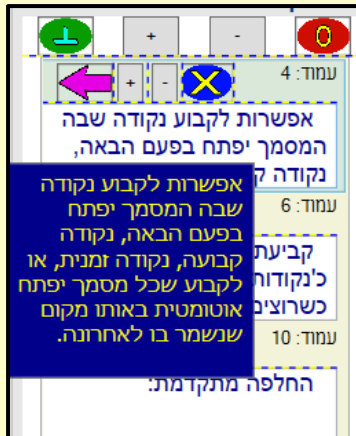 + -
+ -
עמוד: 4
אפשרות לקבוע נקודה שבה
המסמך יפתח בפעם הבאה,
נקודה ק
אפשרות לקבוע נקודה
שבה המסמך יפתח
בפעם הבאה, נקודה
קבועה, נקודה זמנית, או
לקבוע שכל מסמך יפתח
אוטומטית באותו מקום
שנשמר בו לאחרונה.
עמוד: 6
קביעת
כ'נקודות
כשרוצים
עמוד: 10
החלפה מתקדמת: